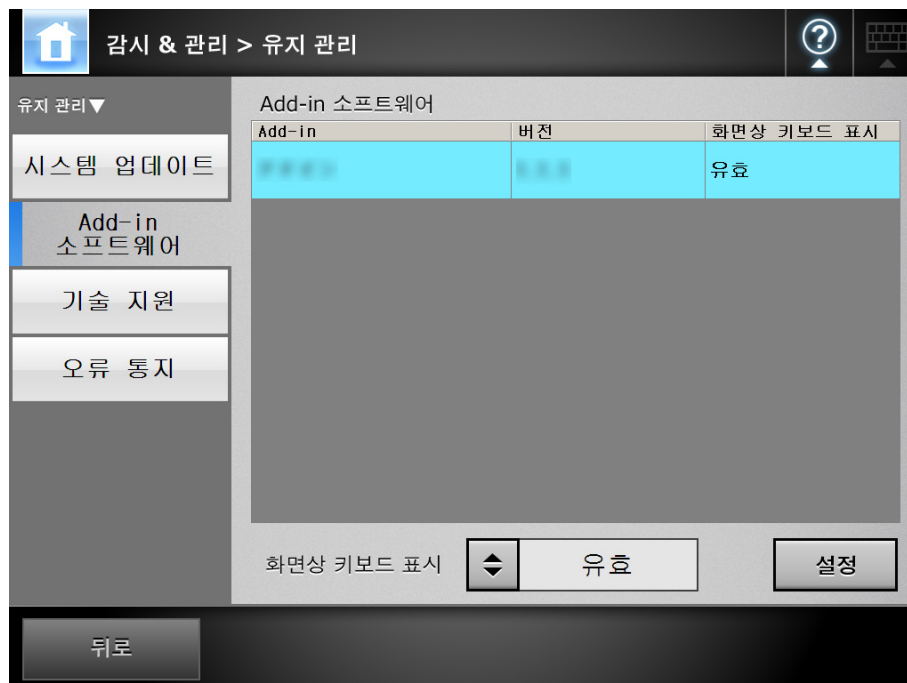 감시 & 관리 > 유지 관리
?
유지 관리▼
시스템 업데이트
Add-in
소프트웨어
기술 지원
오류 통지
Add-in 소프트웨어
Add-in 버전 화면상 키보드 표시
유효
화면상 키보드 표시 유효 설정
뒤로